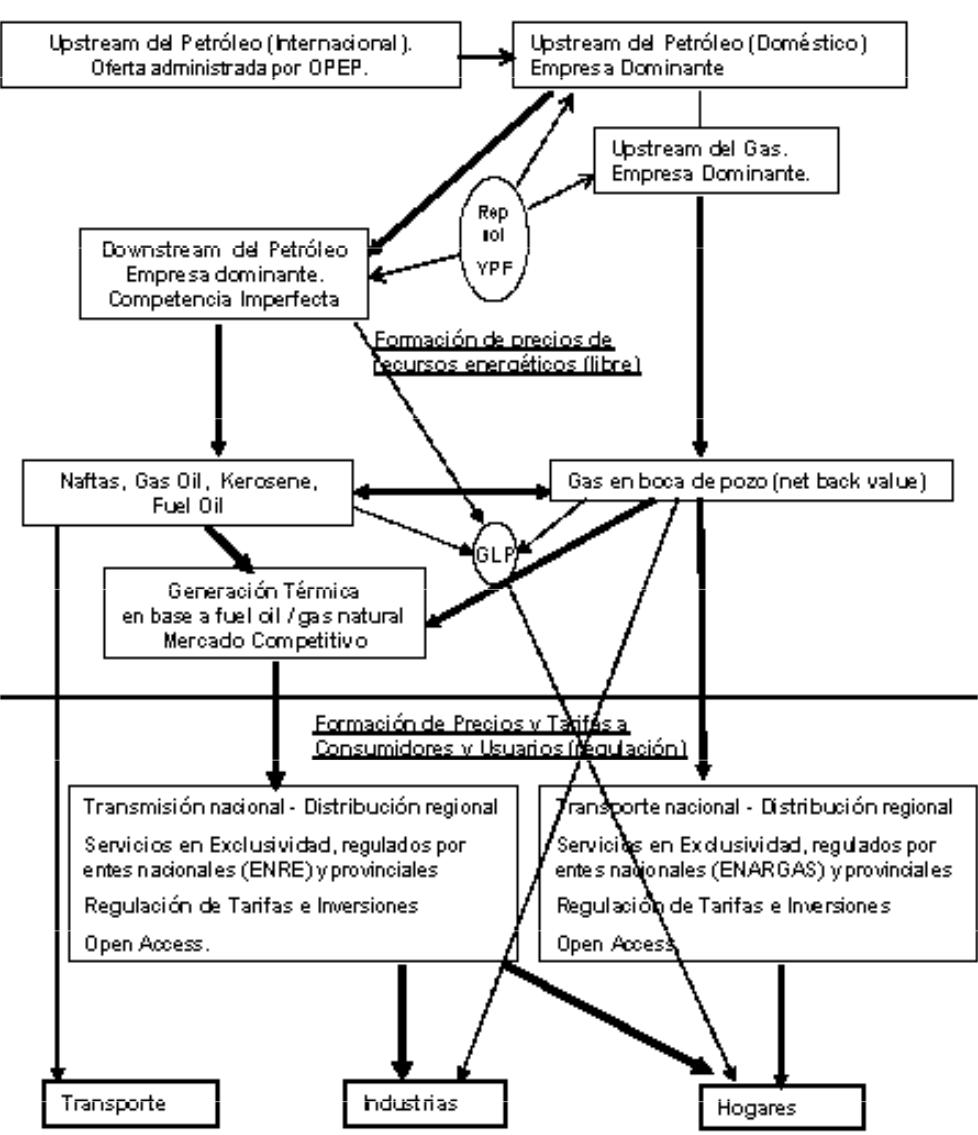 Upstream del Petróleo (Internacional).
Oferta administrada por OPEP.
Upstream del Petróleo (Doméstico)
Empresa Dominante
Upstream del Gas.
Empresa Dominante.
Rep
sol
YPF
Downstream del Petróleo
Empresa dominante.
Competencia Imperfecta
Formación de precios de
recursos energéticos (libre)
Naftas, Gas Oil, Kerosene,
Fuel Oil
Gas en boca de pozo (net back value)
GLP
Generación Térmica
en base a fuel oil / gas natural
Mercado Competitivo
Formación de Precios y Tarifas a
Consumidores y Usuarios (regulación)
Transmisión nacional - Distribución regional
Servicios en Exclusividad, regulados por
entes nacionales (ENRE) y provinciales
Regulación de Tarifas e Inversiones
Open Access.
Transporte nacional - Distribución regional
Servicios en Exclusividad, regulados por
entes nacionales (ENARGAS) y provinciales
Regulación de Tarifas e Inversiones
Open Access
Transporte
Industrias
Hogares